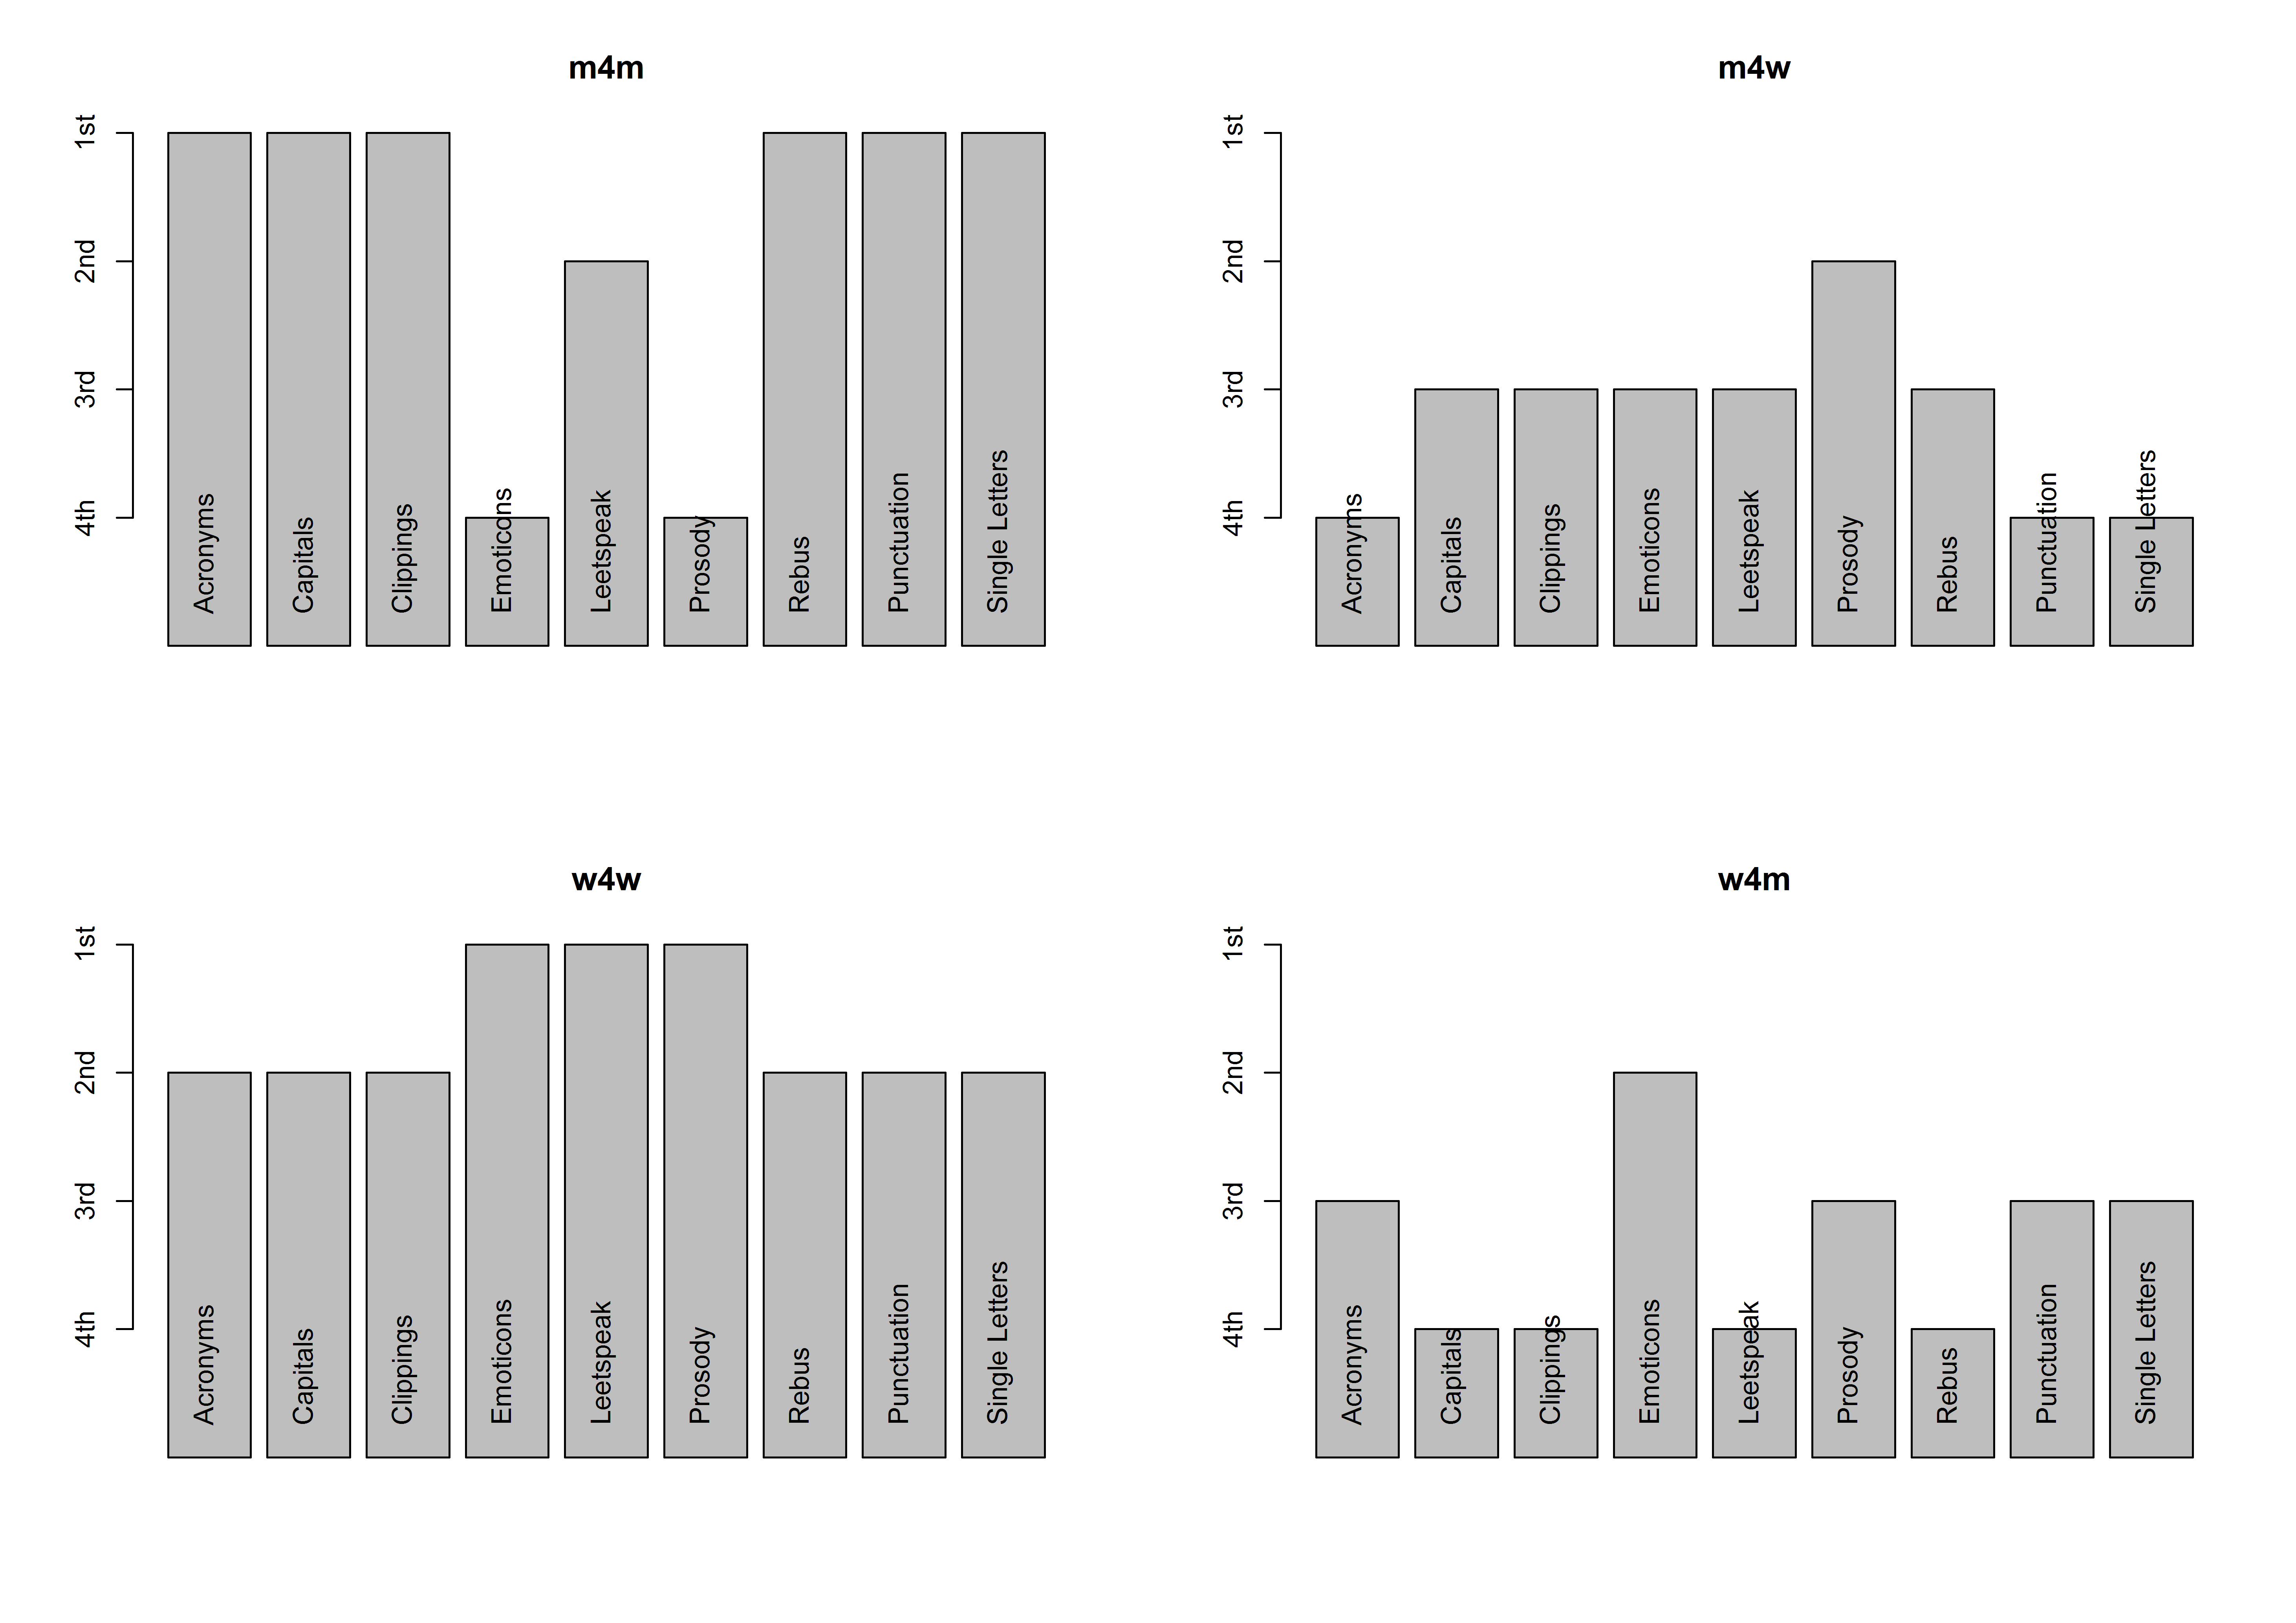 m4m
1st
2nd
3rd
4th
Acronyms
Capitals
Clippings
Emoticons
Leetspeak
Prosody
Rebus
Punctuation
Single Letters
m4w
1st
2nd
3rd
4th
Acronyms
Capitals
Clippings
Emoticons
Leetspeak
Prosody
Rebus
Punctuation
Single Letters
w4w
1st
2nd
3rd
4th
Acronyms
Capitals
Clippings
Emoticons
Leetspeak
Prosody
Rebus
Punctuation
Single Letters
w4m
1st
2nd
3rd
4th
Acronyms
Capitals
Clippings
Emoticons
Leetspeak
Prosody
Rebus
Punctuation
Single Letters